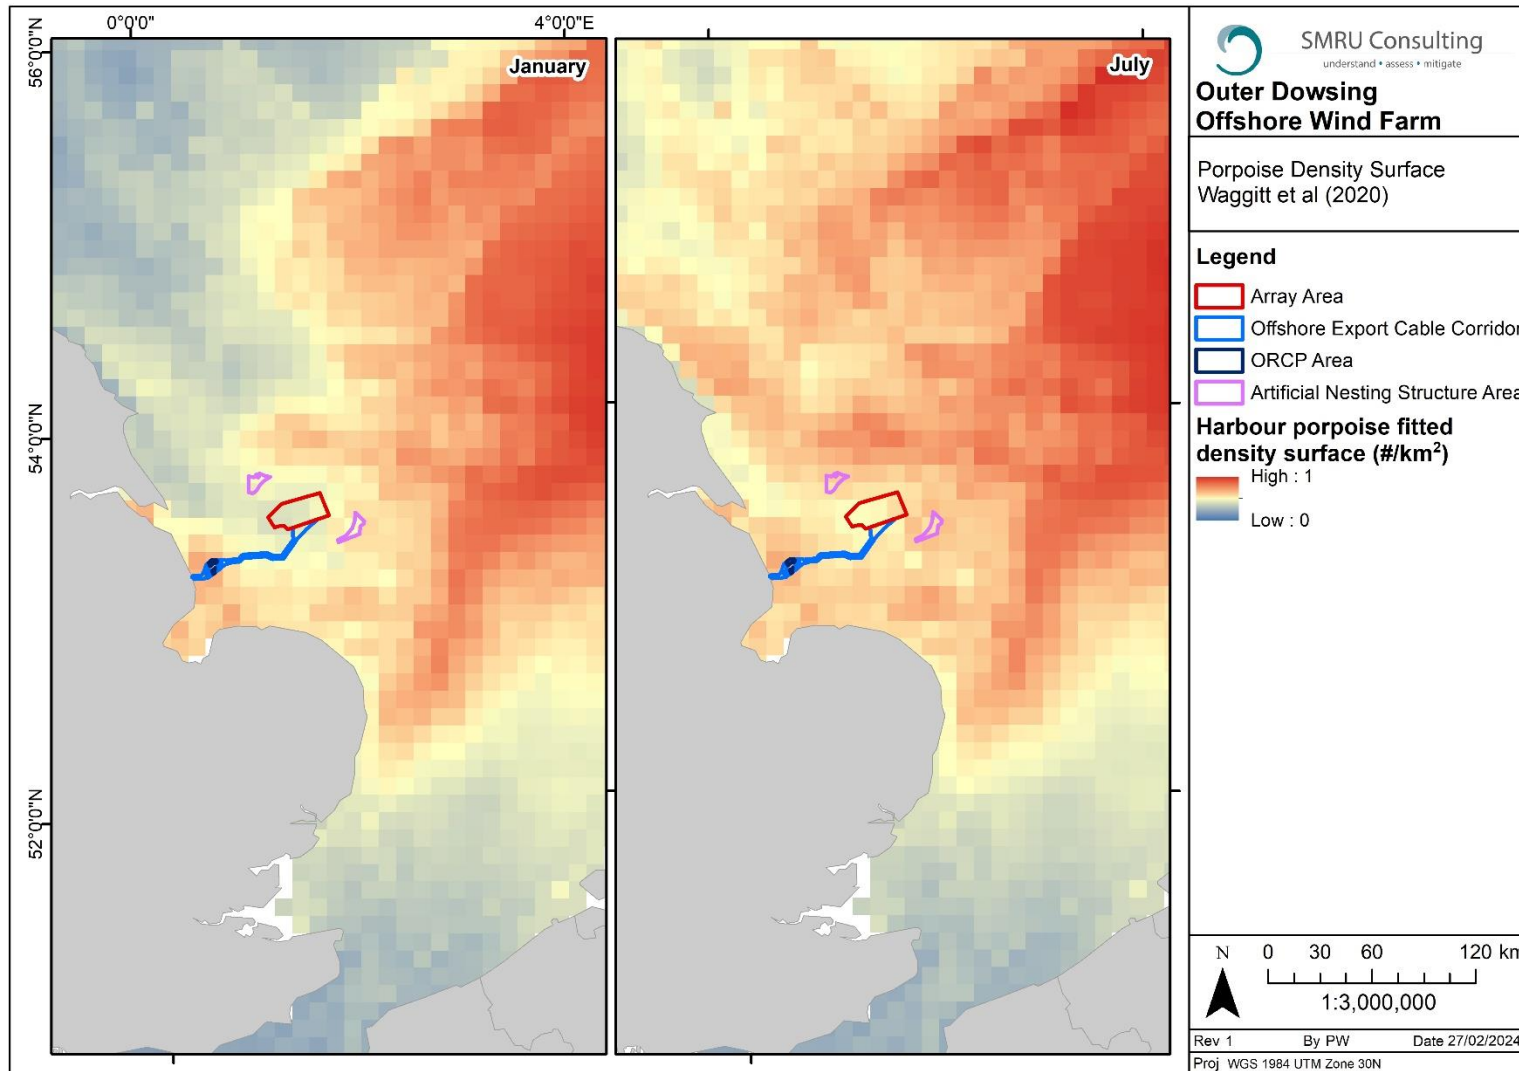 0°0'0"
4°0'0"E
56°0'0"N
54°0'0"N
52°0'0"N
January
July
SMRU Consulting
understand • assess • mitigate
Outer Dowsing
Offshore Wind Farm
Porpoise Density Surface
Waggitt et al (2020)
Legend
Array Area
Offshore Export Cable Corridor
ORCP Area
Artificial Nesting Structure Area
Harbour porpoise fitted
density surface (#/km²)
High : 1
Low : 0
N
0 30 60 120 km
1:3,000,000
Rev 1 By PW Date 27/02/2024
Proj WGS 1984 UTM Zone 30N